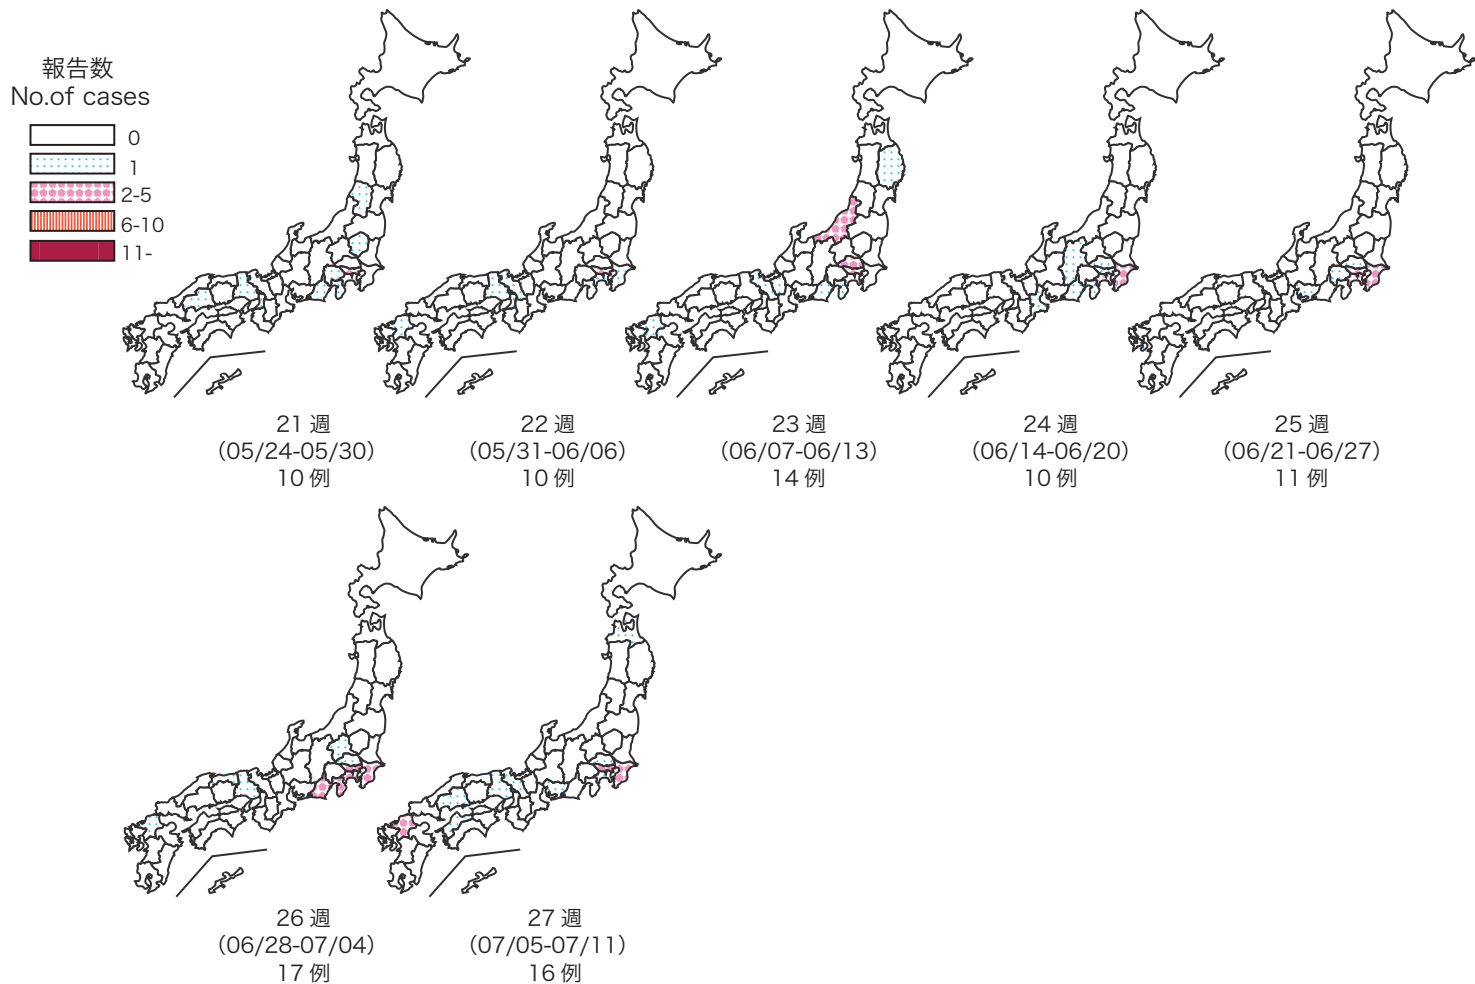 報告数
No.of cases
0
1
2-5
6-10
11-
21 週
（05/24-05/30）
10 例
22 週
（05/31-06/06）
10 例
23 週
（06/07-06/13）
14 例
24 週
（06/14-06/20）
10 例
25 週
（06/21-06/27）
11 例
26 週
（06/28-07/04）
17 例
27 週
（07/05-07/11）
16 例